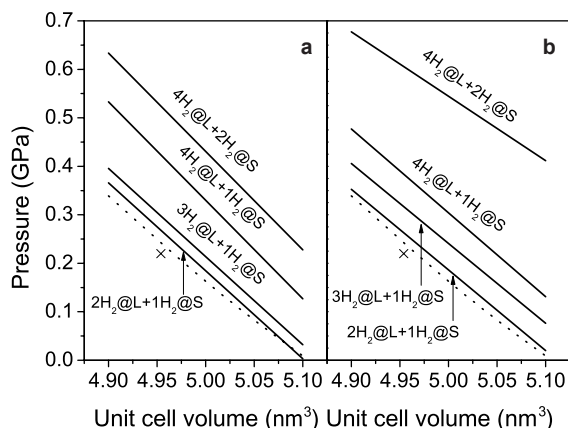 0.7
0.6
0.5
0.4
0.3
0.2
0.1
0.0
Pressure (GPa)
a
4H₂@L+2H₂@S
4H₂@L+1H₂@S
3H₂@L+1H₂@S
2H₂@L+1H₂@S
4.90 4.95 5.00 5.05 5.10
Unit cell volume (nm³)
b
4H₂@L+2H₂@S
4H₂@L+1H₂@S
3H₂@L+1H₂@S
2H₂@L+1H₂@S
4.90 4.95 5.00 5.05 5.10
Unit cell volume (nm³)